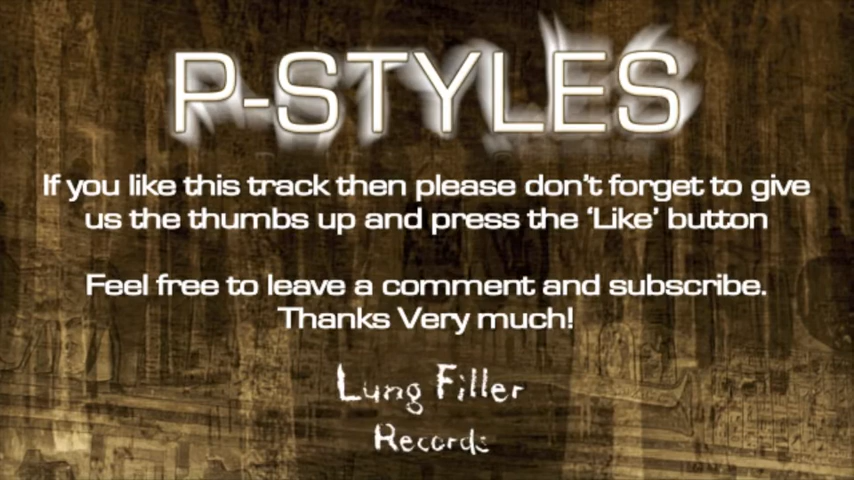 P-STYLES
If you like this track then please don't forget to give
us the thumbs up and press the 'Like' button
Feel free to leave a comment and subscribe.
Thanks Very much!
Lung Filler
Records